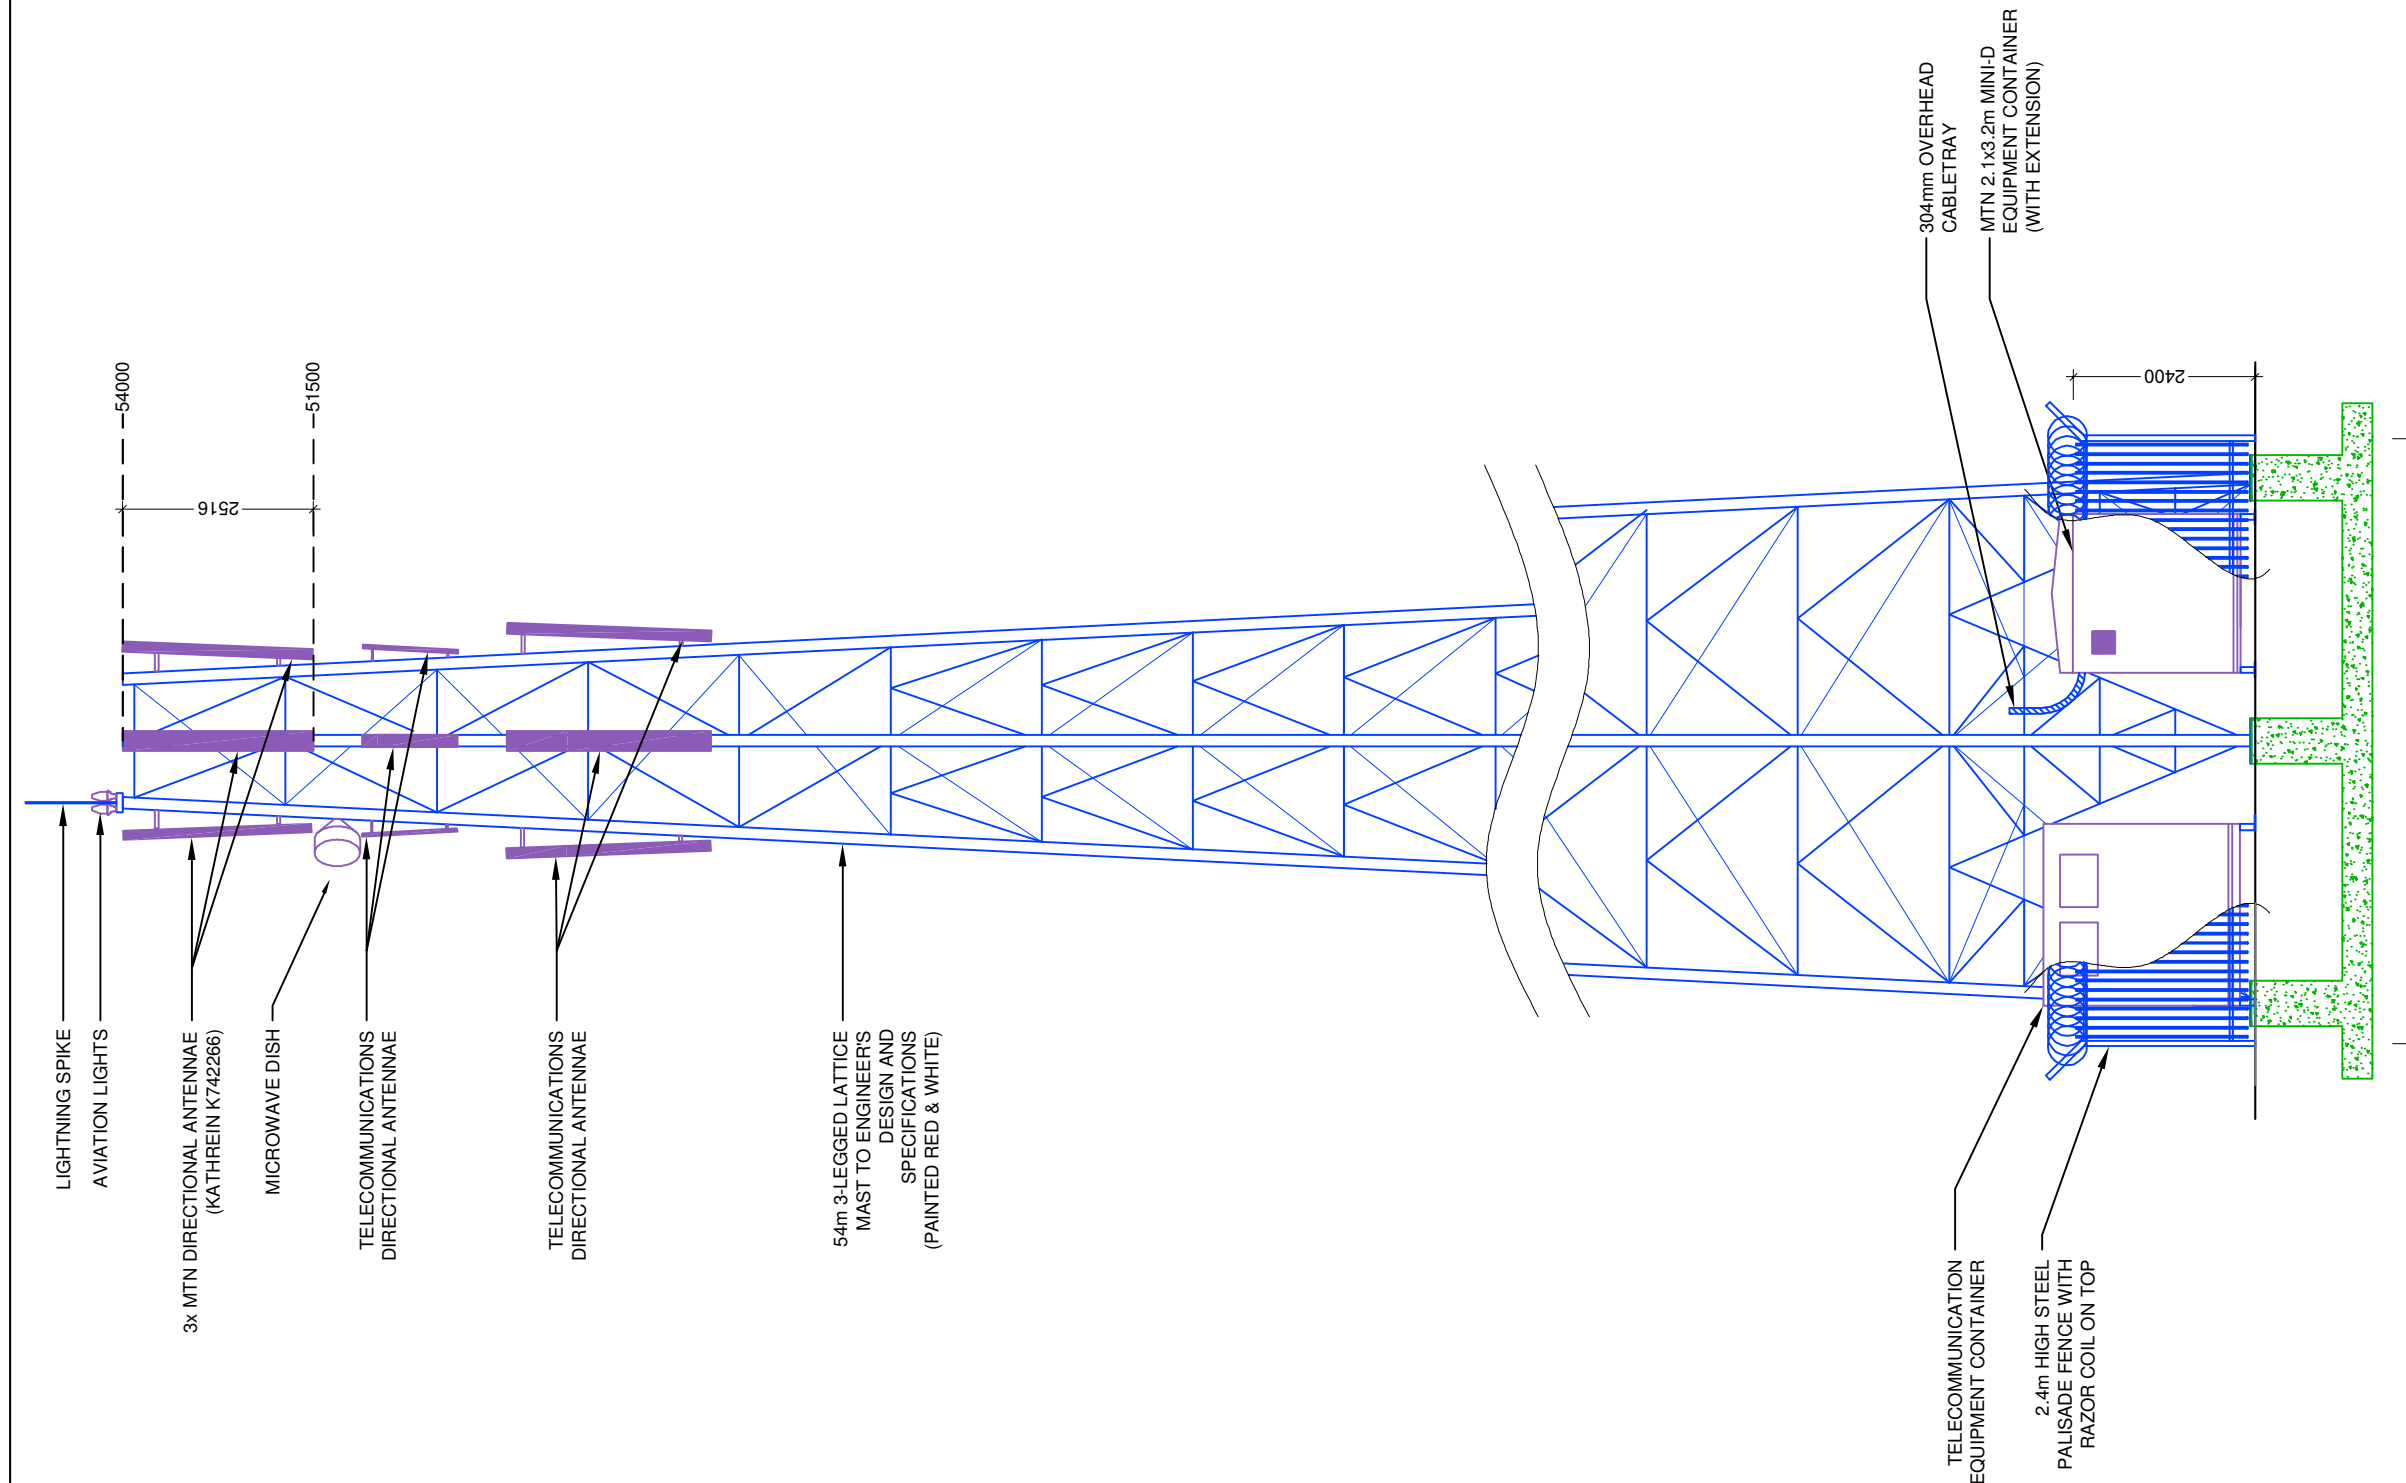 LIGHTNING SPIKE
AVIATION LIGHTS
3x MTN DIRECTIONAL ANTENNAE
(KATHREIN K742266)
MICROWAVE DISH
TELECOMMUNICATIONS
DIRECTIONAL ANTENNAE
TELECOMMUNICATIONS
DIRECTIONAL ANTENNAE
54m 3-LEGGED LATTICE
MAST TO ENGINEER'S
DESIGN AND
SPECIFICATIONS
(PAINTED RED & WHITE)
TELECOMMUNICATION
EQUIPMENT CONTAINER
2.4m HIGH STEEL
PALISADE FENCE WITH
RAZOR COIL ON TOP
54000
51500
2516
304mm OVERHEAD
CABLETRAY
MTN 2.1x3.2m MINI-D
EQUIPMENT CONTAINER
(WITH EXTENSION)
2400